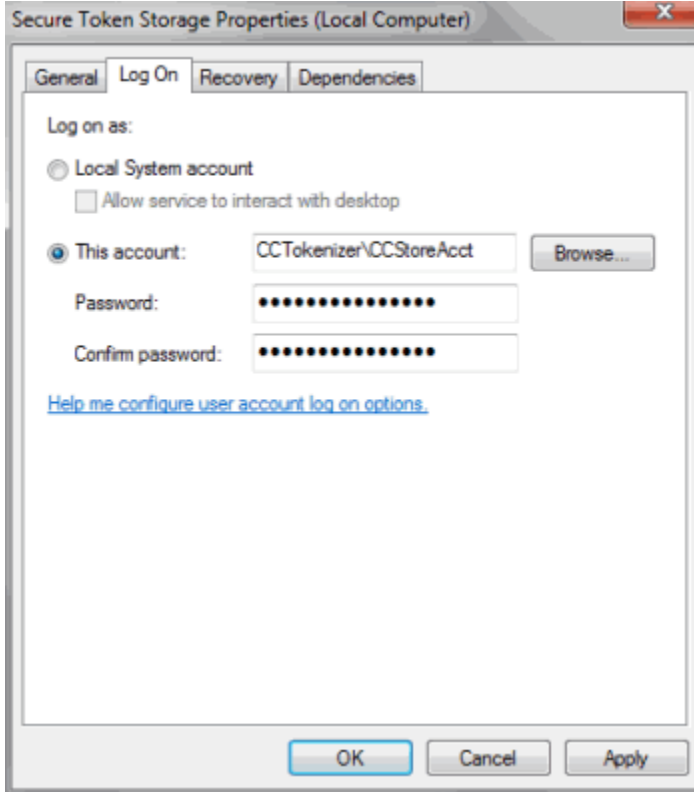 Secure Token Storage Properties (Local Computer)
General Log On Recovery Dependencies
Log on as:
Local System account
Allow service to interact with desktop
This account: CCTokenizer\CCStoreAcct Browse...
Password: •••••••••••••••
Confirm password: •••••••••••••••
Help me configure user account log on options.
OK Cancel Apply